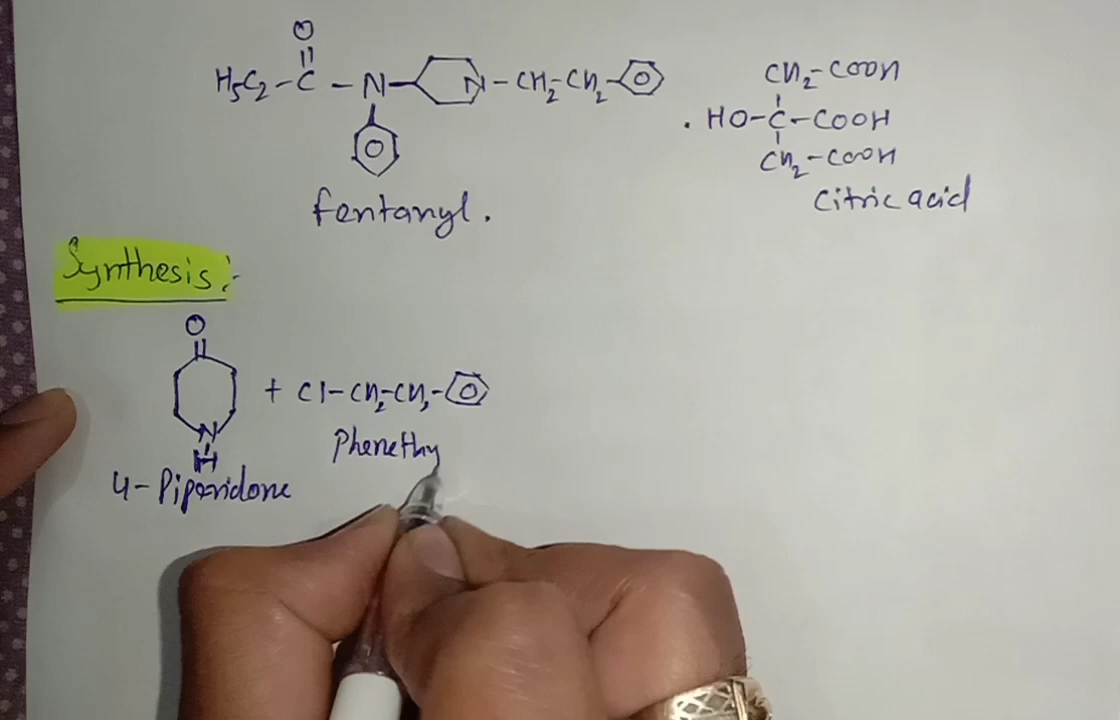 O
H5C2-C-N-N-CH2-CH2-
fentanyl.
CH2-COOH
. HO-C-COOH
CH2-COOH
Citric acid
Synthesis:-
O
N
H
4-Piperidone
+ Cl-CH2-CH2-
Phenethy